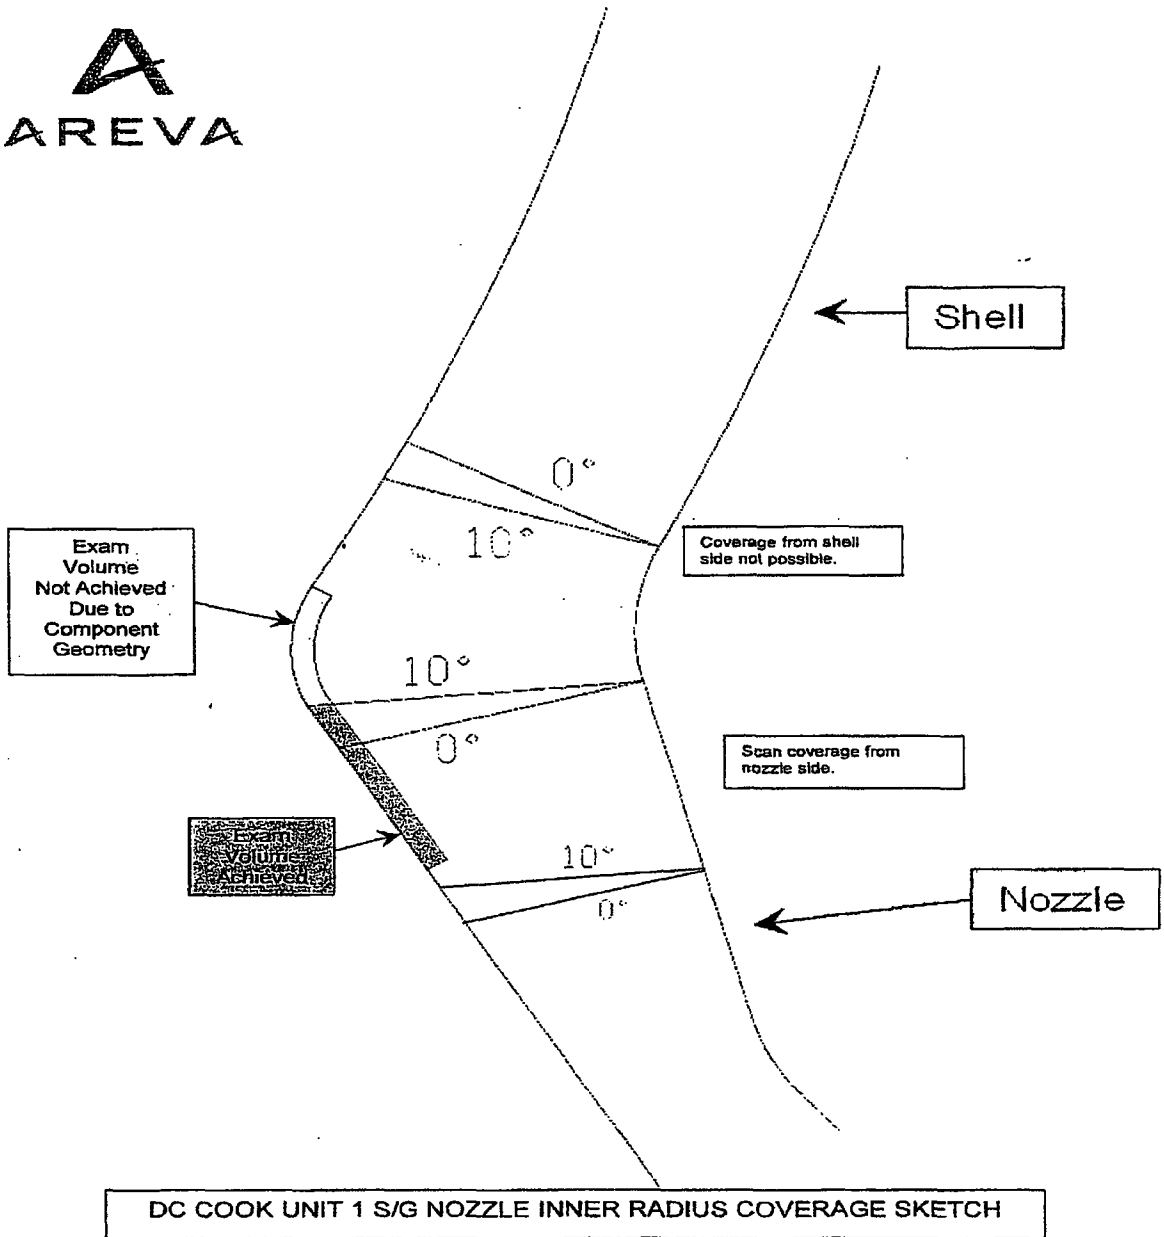 AREVA
Shell
0°
10°
Coverage from shell
side not possible.
Exam
Volume
Not Achieved
Due to
Component
Geometry
10°
0°
Scan coverage from
nozzle side.
Exam
Volume
Achieved
10°
0°
Nozzle
DC COOK UNIT 1 S/G NOZZLE INNER RADIUS COVERAGE SKETCH